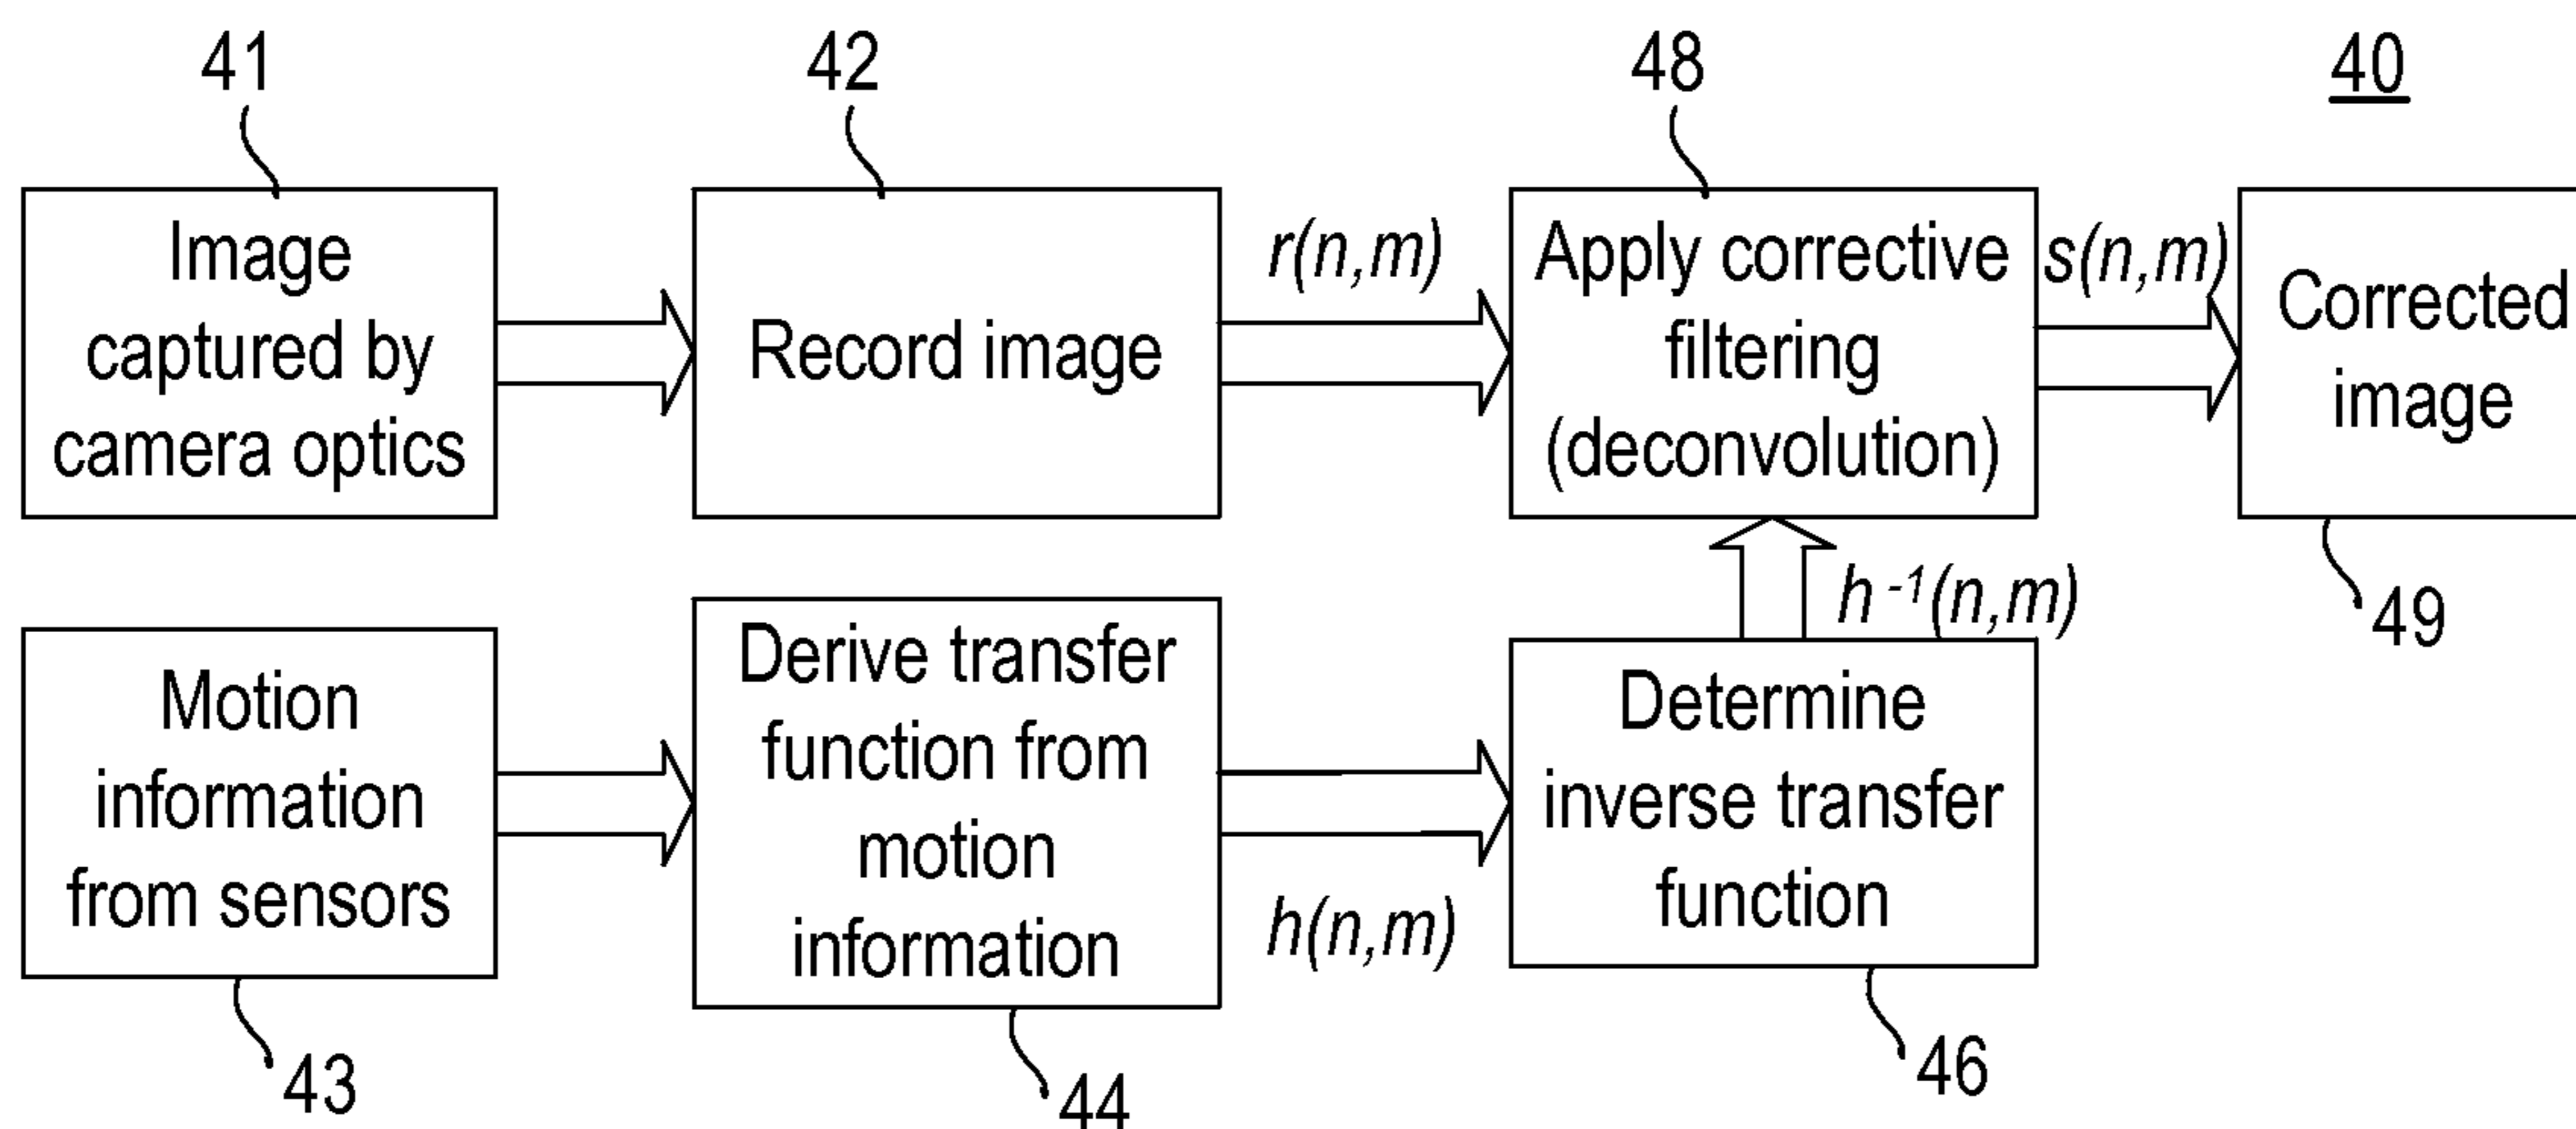 41
42
48
40
Image
captured by
camera optics
Record image
r(n,m)
Apply corrective
filtering
(deconvolution)
s(n,m)
Corrected
image
49
h⁻¹(n,m)
Motion
information
from sensors
43
Derive transfer
function from
motion
information
44
h(n,m)
Determine
inverse transfer
function
46